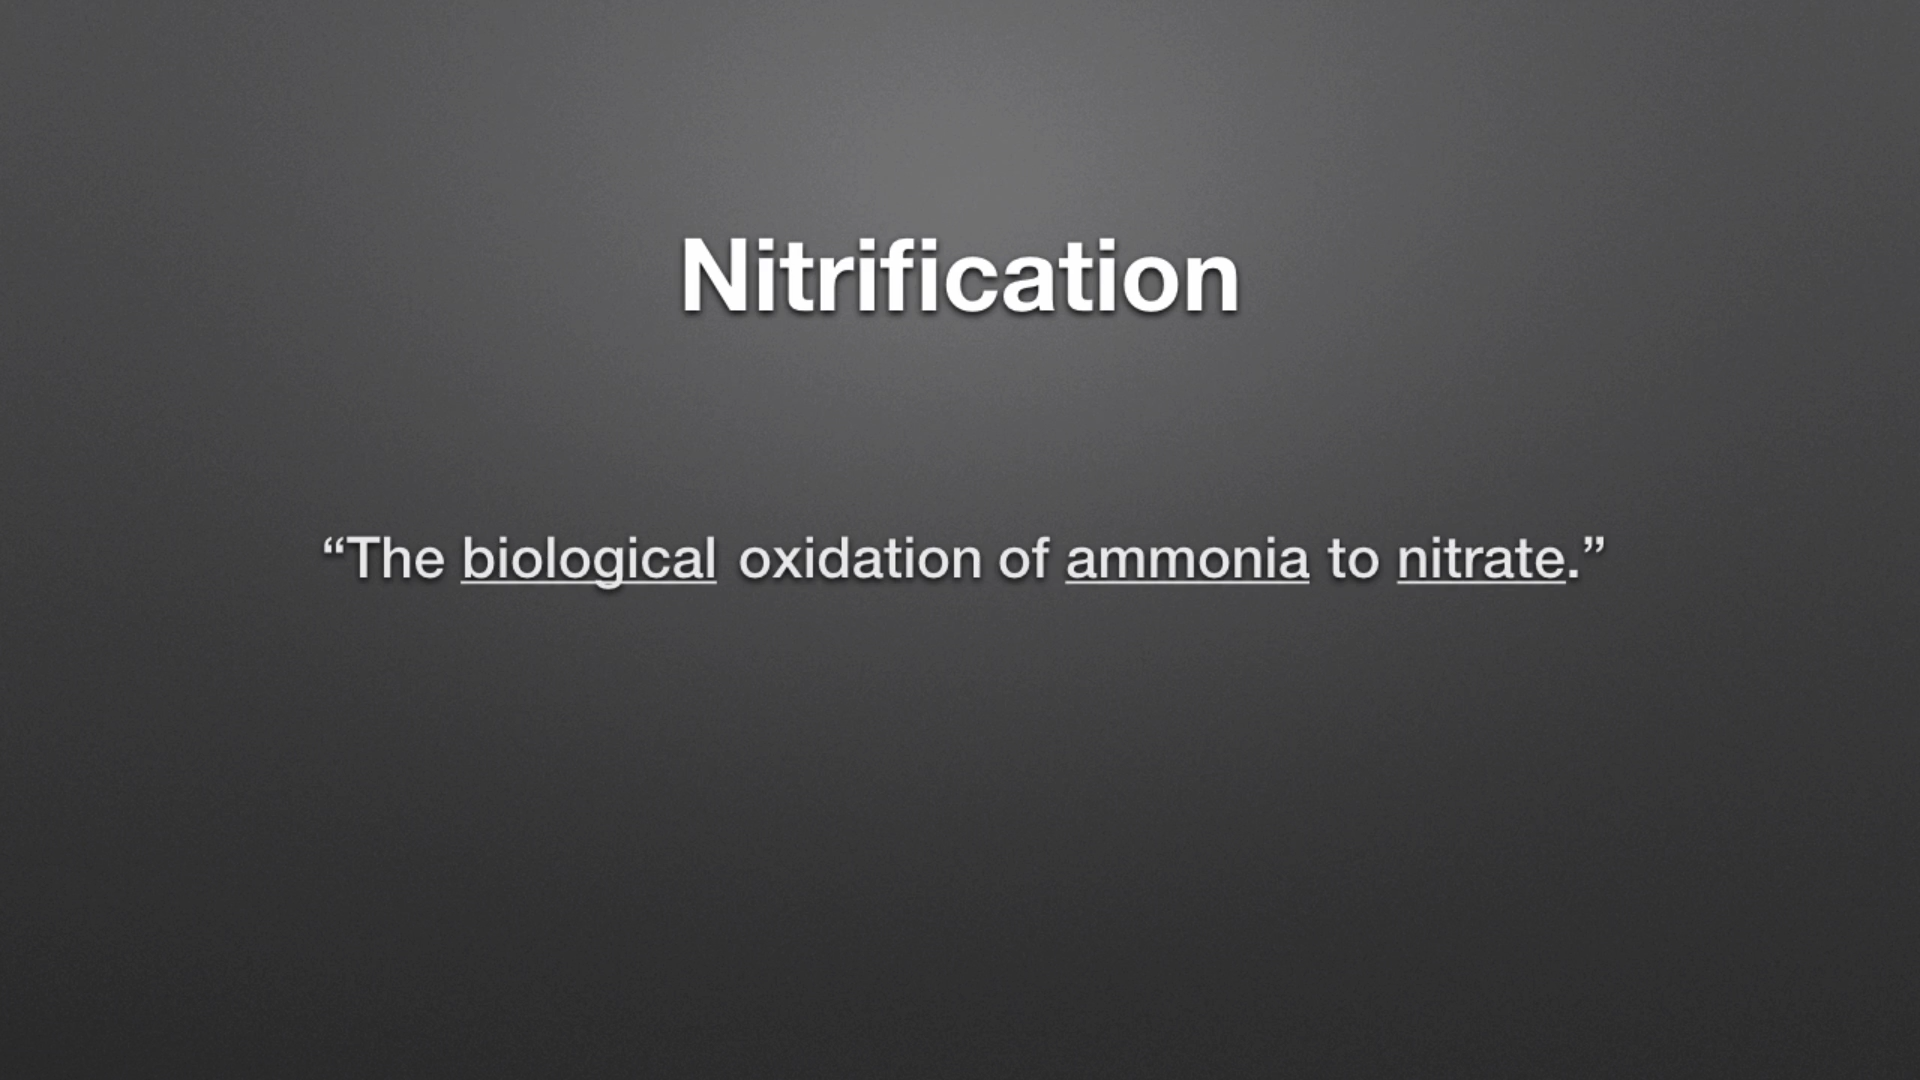 Nitrification
“The biological oxidation of ammonia to nitrate.”